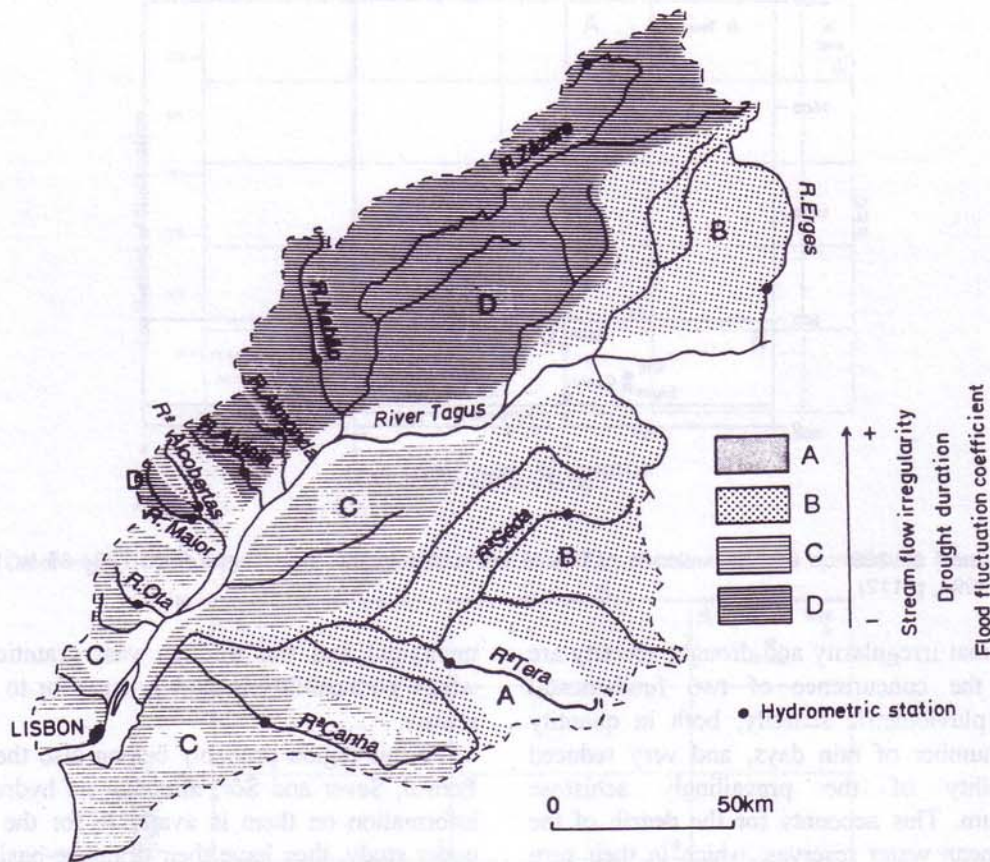 R. Zêzere
R. Erges
B
R. Nabão
D
R. Almonda
River Tagus
R. Alviela
Rª Alcobertas
D
R. Maior
C
Rª Seda
B
R. Ota
C
Rª Tera
A
LISBON
C
Rª Canha
A
B
C
D
+
−
Stream flow irregularity
Drought duration
Flood fluctuation coefficient
Hydrometric station
0 50km